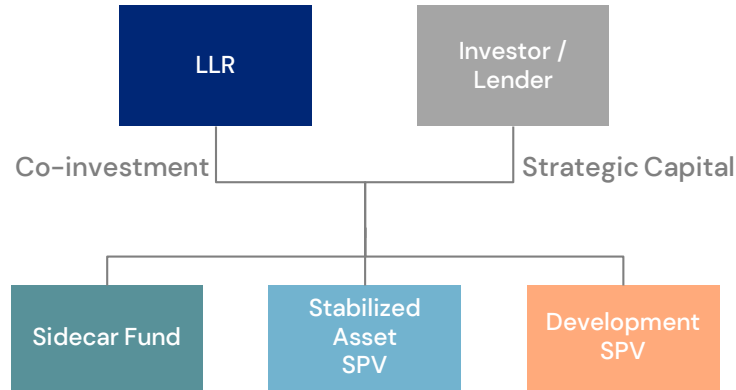 LLR
Investor /
Lender
Co-investment
Strategic Capital
Sidecar Fund
Stabilized
Asset
SPV
Development
SPV